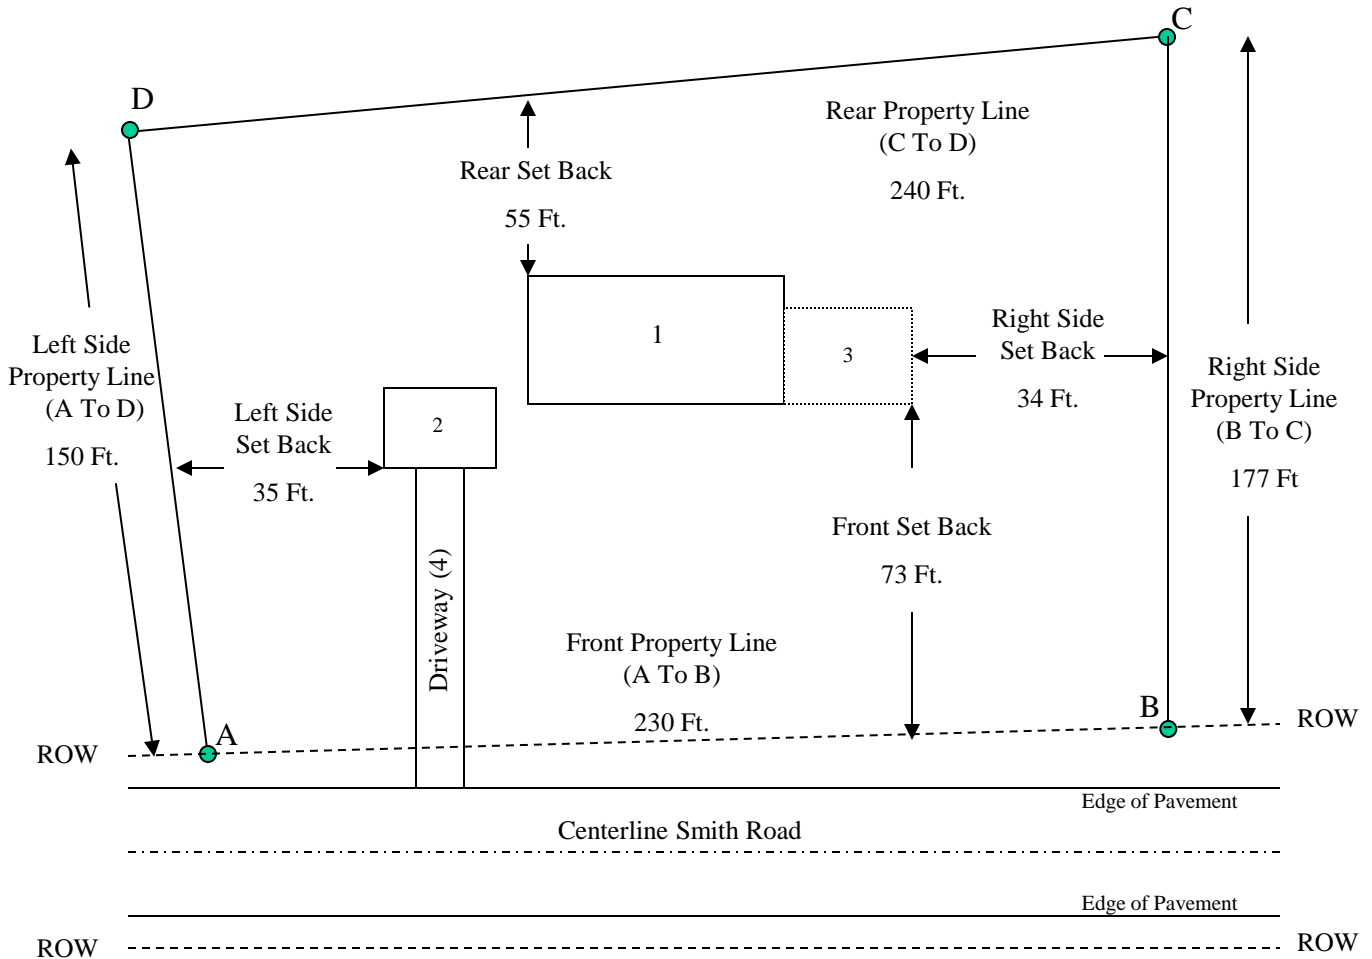 C
D
Rear Property Line
(C To D)
240 Ft.
Rear Set Back
55 Ft.
1
3
Right Side
Set Back
34 Ft.
Left Side
Property Line
(A To D)
150 Ft.
Right Side
Property Line
(B To C)
177 Ft
2
Left Side
Set Back
35 Ft.
Front Set Back
73 Ft.
Driveway (4)
Front Property Line
(A To B)
230 Ft.
A
B
ROW
ROW
Edge of Pavement
Centerline Smith Road
Edge of Pavement
ROW
ROW